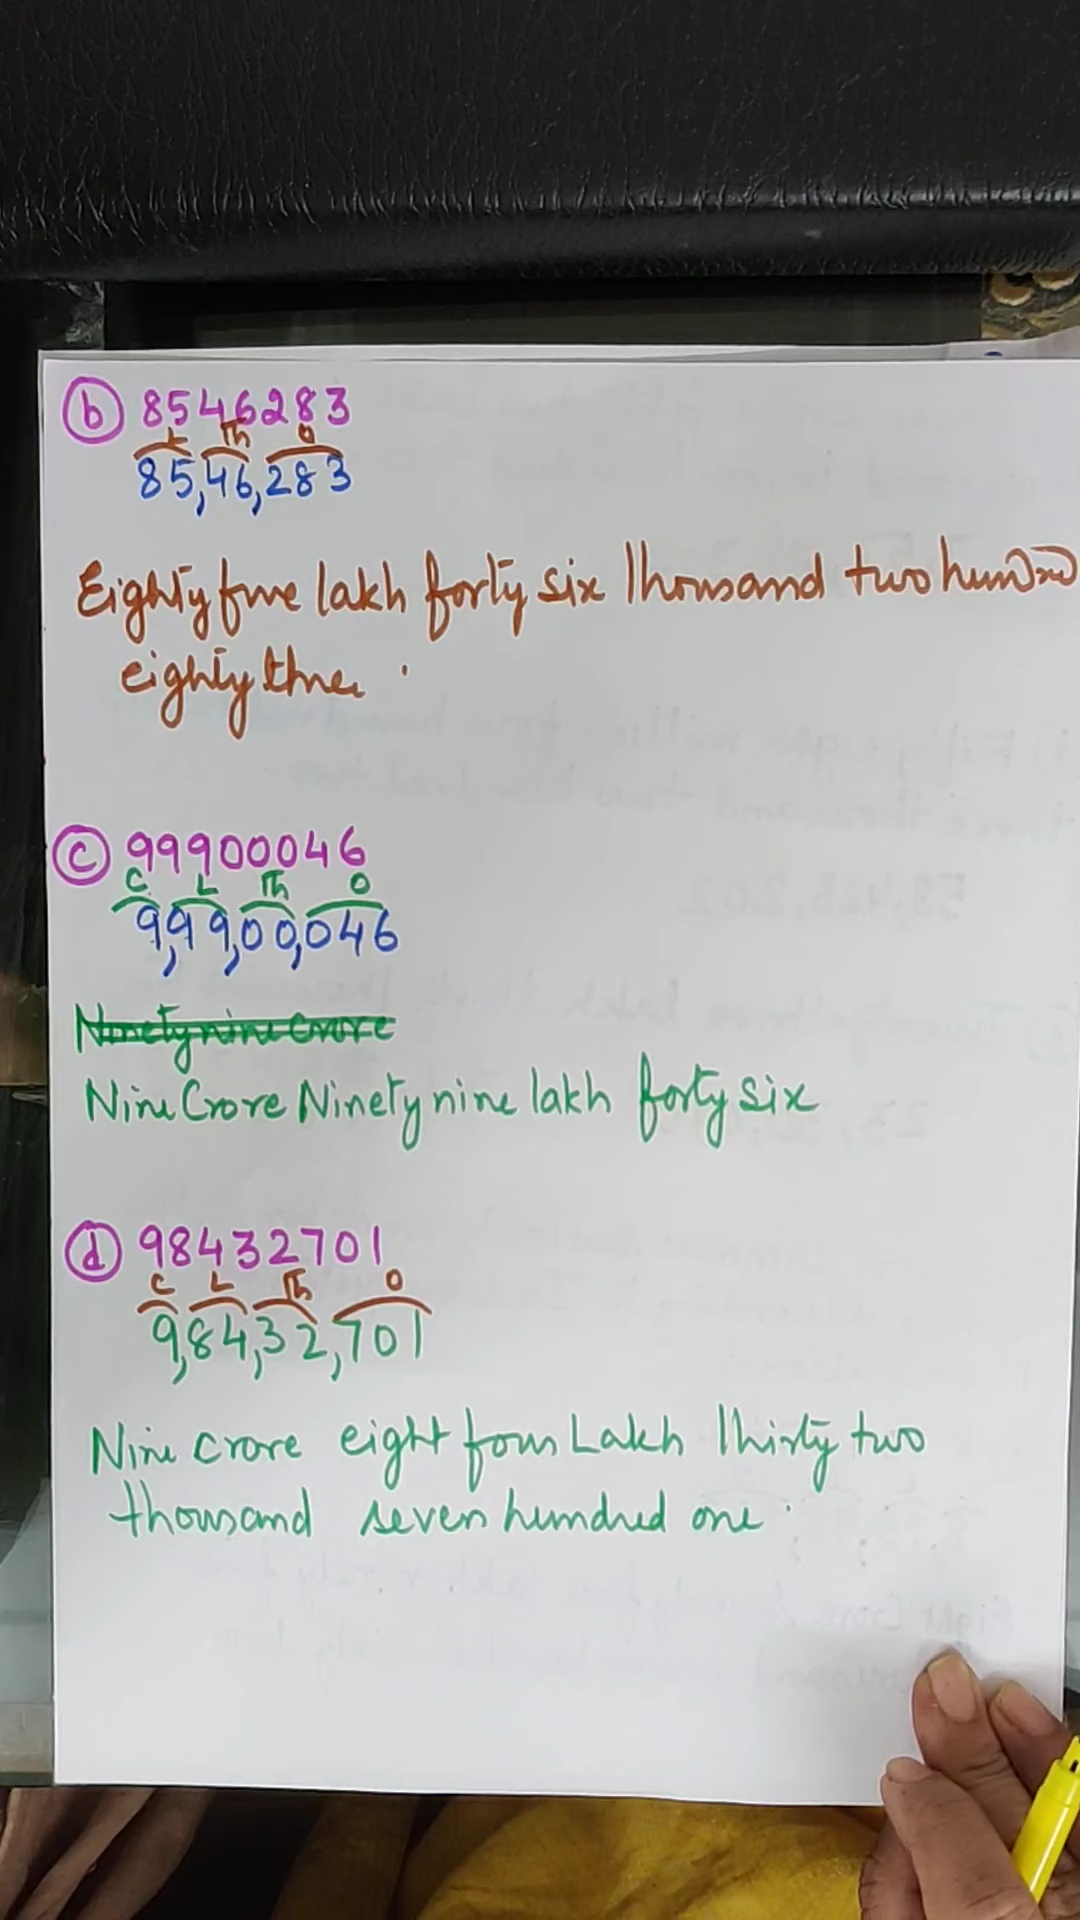 b 8546283
L Th O
85,46,283
Eighty five lakh forty six Thousand two hundred
eighty three .
c 99900046
C L Th O
9,99,00,046
Ninety nine Crore
Nine Crore Ninety nine lakh forty six
d 98432701
C L Th O
9,84,32,701
Nine crore eight four Lakh Thirty two
thousand seven hundred one .